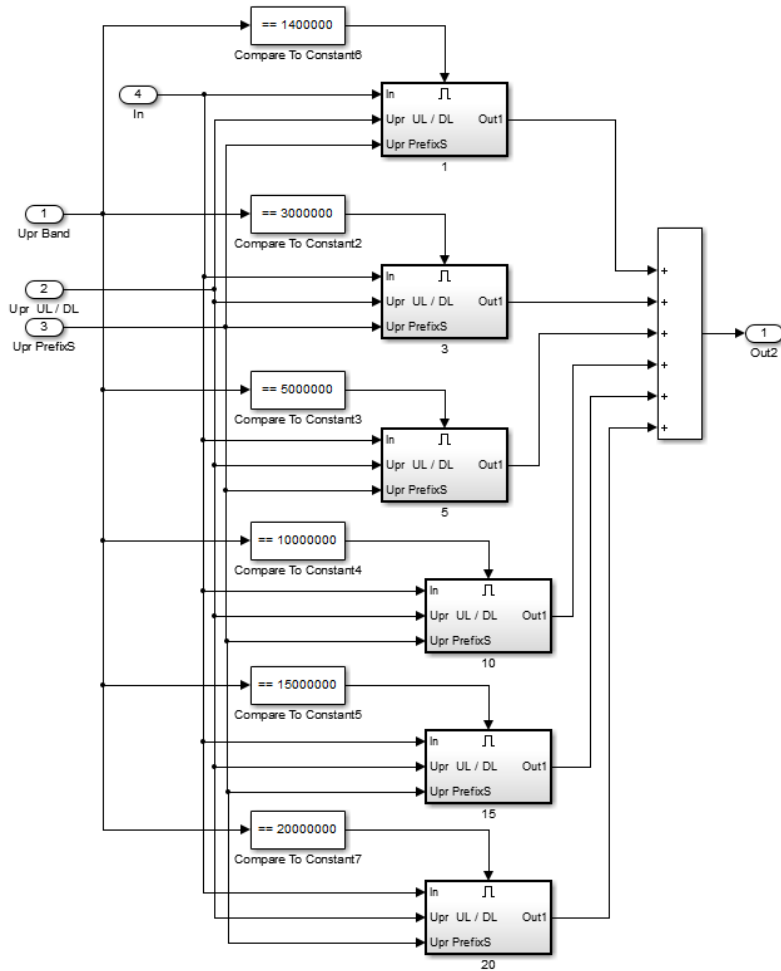 == 1400000
Compare To Constant6
4
In
In
Upr UL / DL
Out1
Upr PrefixS
1
1
Upr Band
== 3000000
Compare To Constant2
In
Upr UL / DL
Out1
Upr PrefixS
3
2
Upr UL / DL
3
Upr PrefixS
+
+
+
+
+
+
1
Out2
== 5000000
Compare To Constant3
In
Upr UL / DL
Out1
Upr PrefixS
5
== 10000000
Compare To Constant4
In
Upr UL / DL
Out1
Upr PrefixS
10
== 15000000
Compare To Constant5
In
Upr UL / DL
Out1
Upr PrefixS
15
== 20000000
Compare To Constant7
In
Upr UL / DL
Out1
Upr PrefixS
20